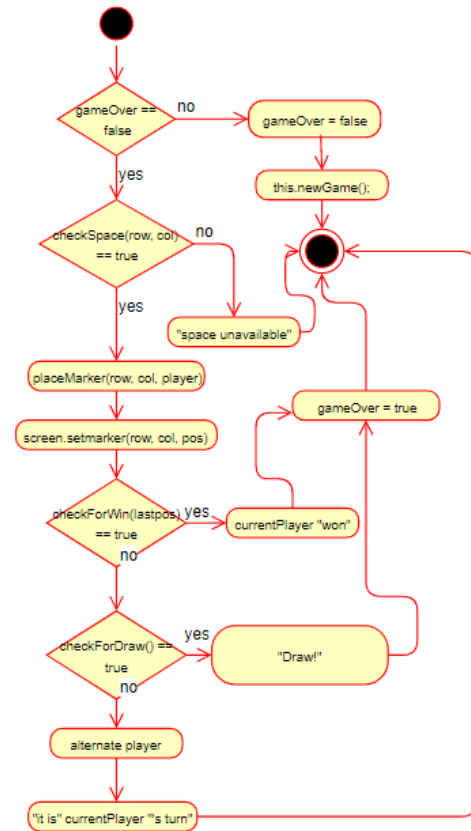 gameOver ==
false
no
gameOver = false
yes
this.newGame();
checkSpace(row, col)
== true
no
yes
"space unavailable"
placeMarker(row, col, player)
gameOver = true
screen.setmarker(row, col, pos)
checkForWin(lastpos)
== true
yes
currentPlayer "won"
no
checkForDraw() ==
true
yes
"Draw!"
no
alternate player
"it is" currentPlayer "'s turn"